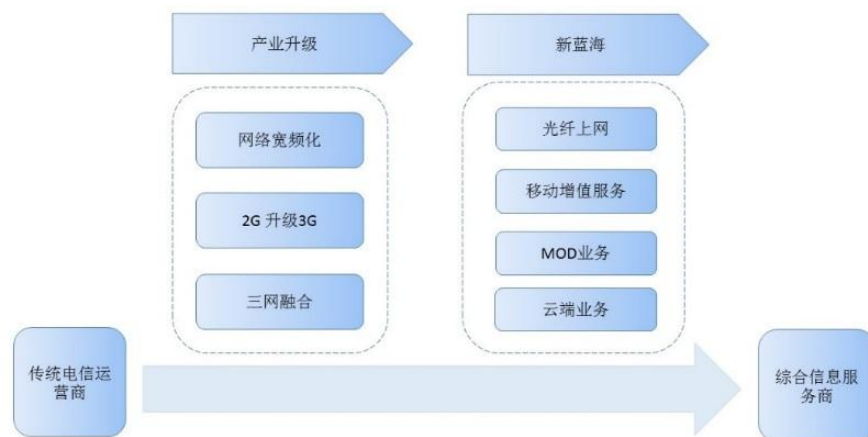 产业升级
新蓝海
网络宽频化
2G 升级3G
三网融合
光纤上网
移动增值服务
MOD业务
云端业务
传统电信运
营商
综合信息服
务商